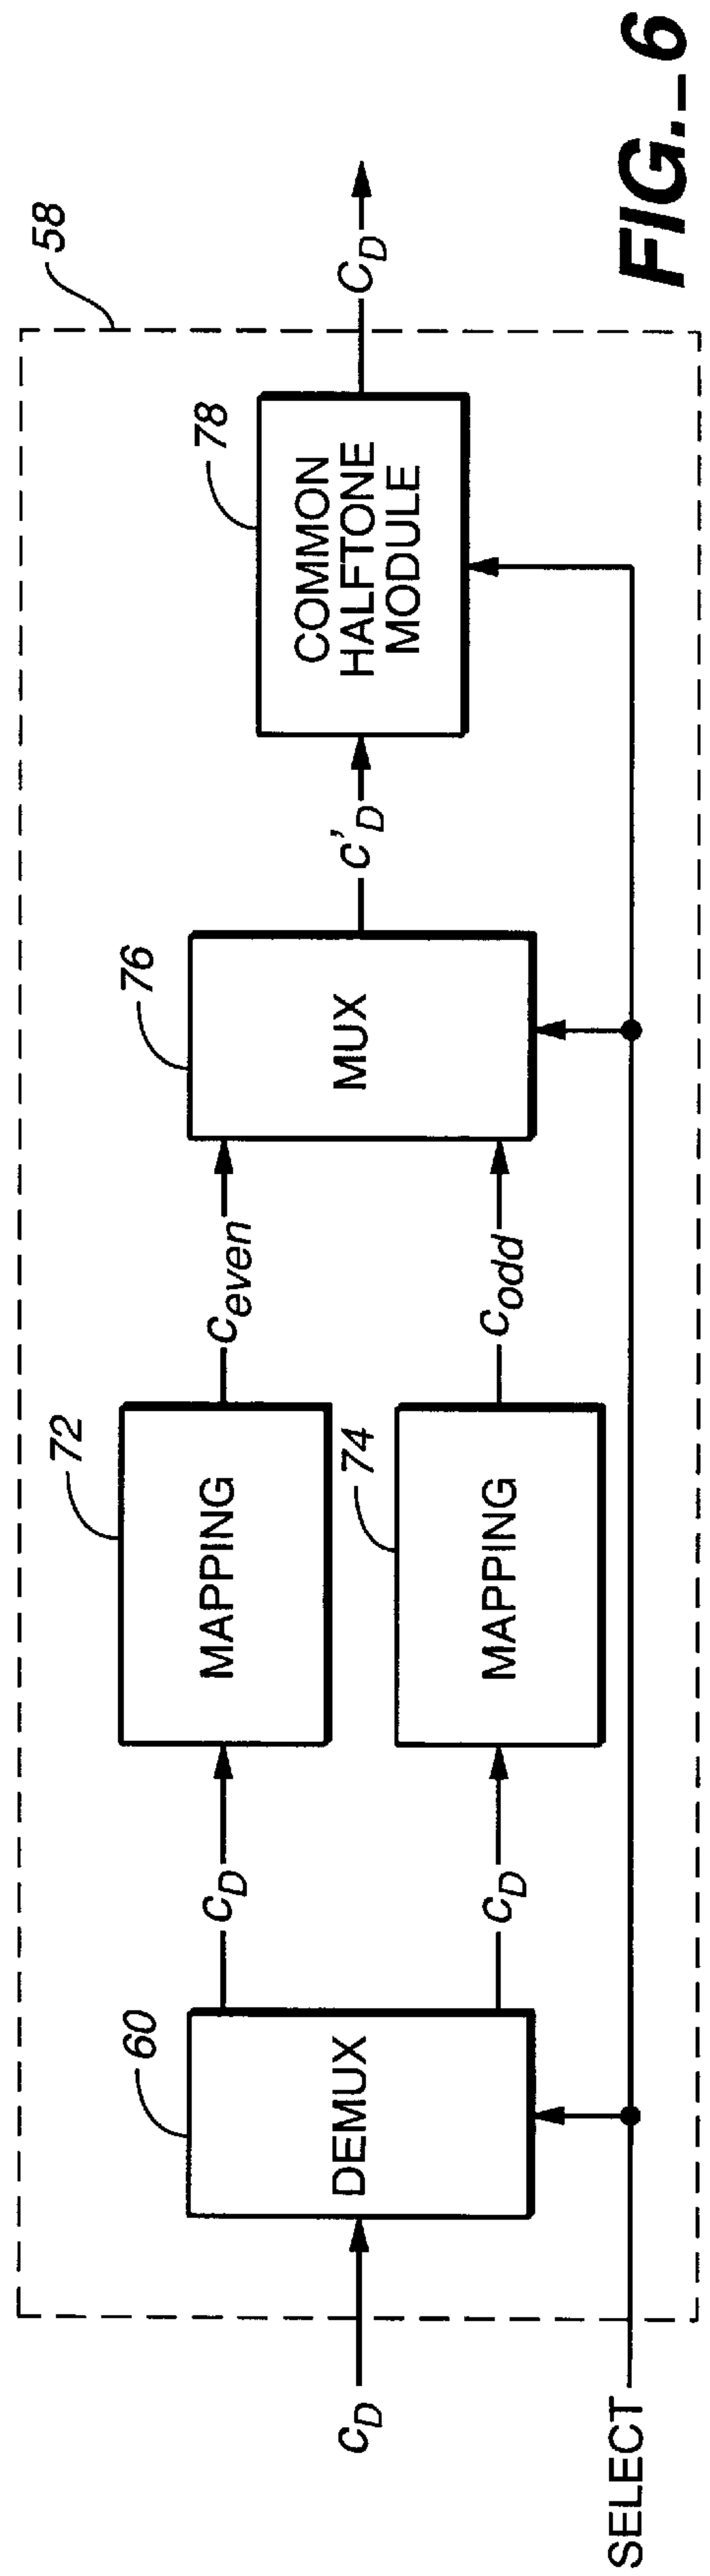 58
60
72
74
76
78
c_D
DEMUX
c_D
c_D
MAPPING
MAPPING
c_even
c_odd
MUX
c'_D
COMMON
HALFTONE
MODULE
C_D
SELECT
FIG._6